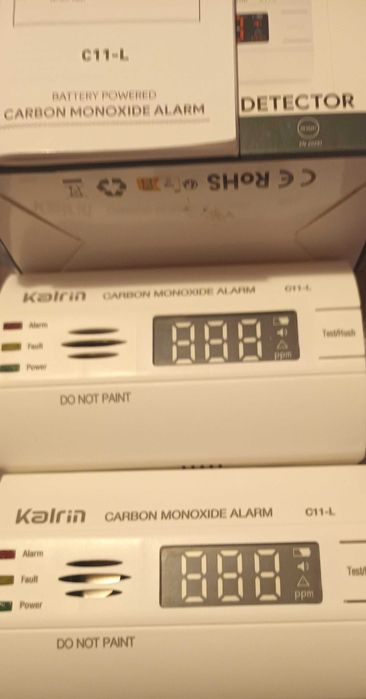 C11-L
BATTERY POWERED
CARBON MONOXIDE ALARM
DETECTOR
CE RoHS
Kalrin CARBON MONOXIDE ALARM C11-L
Alarm
Fault
Power
888
ppm
Test/Hush
DO NOT PAINT
Kalrin CARBON MONOXIDE ALARM C11-L
Alarm
Fault
Power
888
ppm
Test/
DO NOT PAINT